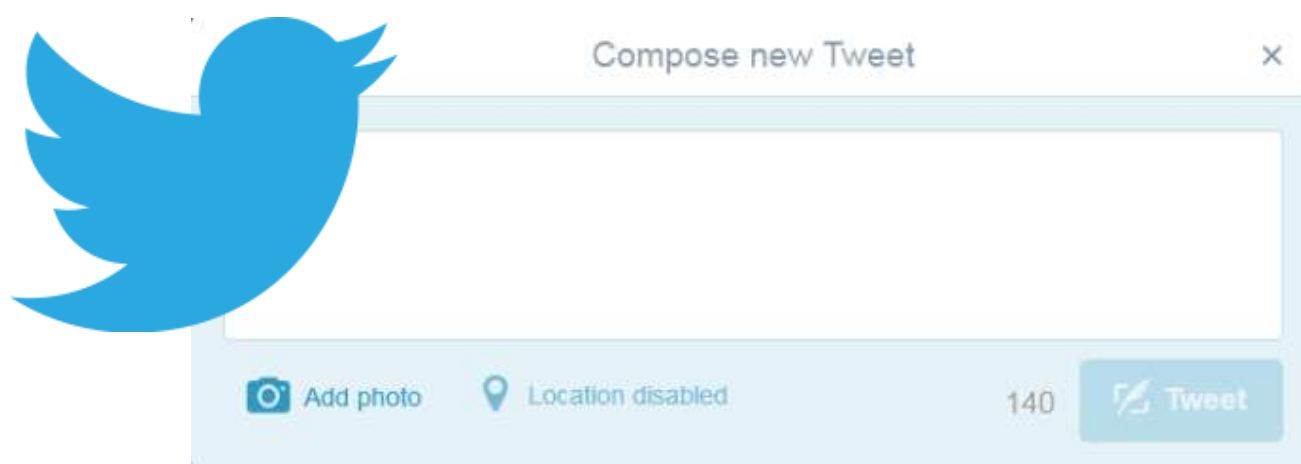 Compose new Tweet
Add photo
Location disabled
140
Tweet